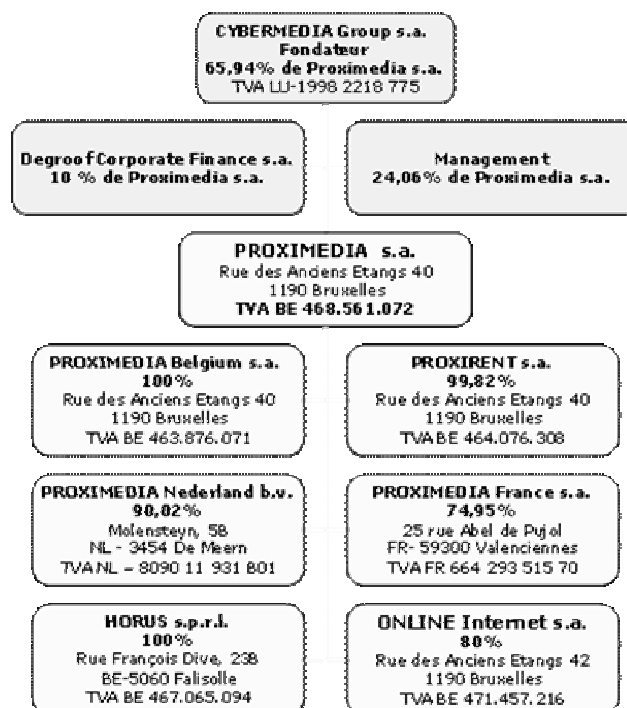 CYBERMEDIA Group s.a.
Fondateur
65,94% de Proximedia s.a.
TVA LU-1998 2218 775
Degroof Corporate Finance s.a.
10 % de Proximedia s.a.
Management
24,06% de Proximedia s.a.
PROXIMEDIA s.a.
Rue des Anciens Etangs 40
1190 Bruxelles
TVA BE 468.561.072
PROXIMEDIA Belgium s.a.
100%
Rue des Anciens Etangs 40
1190 Bruxelles
TVA BE 463.876.071
PROXIRENT s.a.
99,82%
Rue des Anciens Etangs 40
1190 Bruxelles
TVA BE 464.076.308
PROXIMEDIA Nederland b.v.
90,02%
Molensteyn, 58
NL - 3454 De Meern
TVA NL – 8090 11 931 B01
PROXIMEDIA France s.a.
74,95%
25 rue Abel de Pujol
FR- 59300 Valenciennes
TVA FR 664 293 515 70
HORUS s.p.r.l.
100%
Rue François Dive, 23B
BE-5060 Falisolle
TVA BE 467.065.094
ONLINE Internet s.a.
80%
Rue des Anciens Etangs 42
1190 Bruxelles
TVA BE 471.457.216